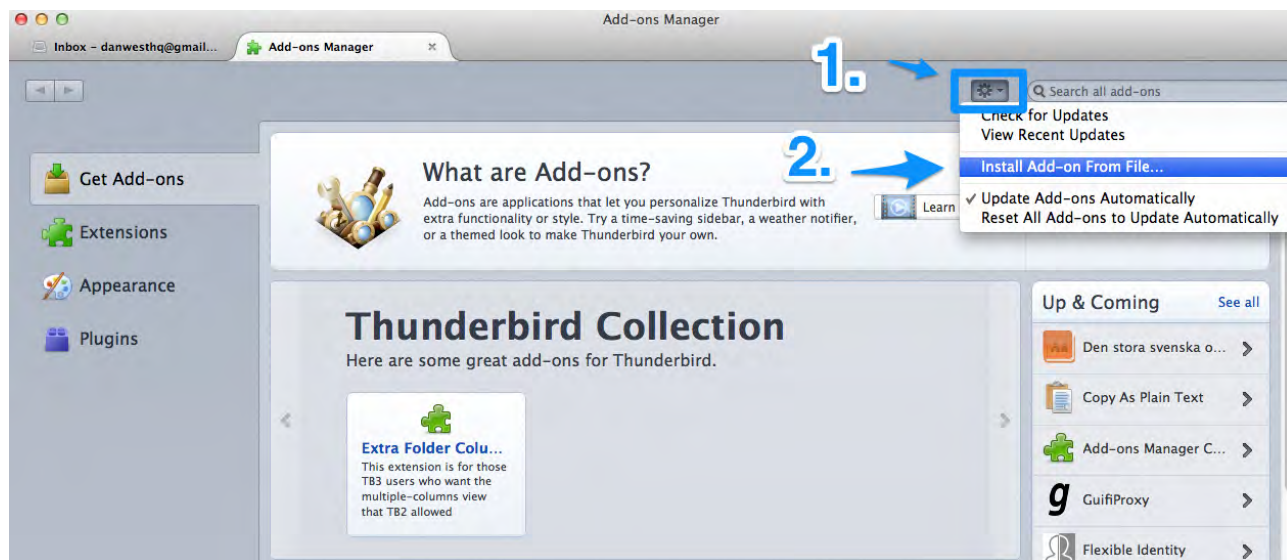 Add-ons Manager
Inbox – danwesthq@gmail...
Add-ons Manager
1.
Search all add-ons
Check for Updates
View Recent Updates
2.
Install Add-on From File...
Update Add-ons Automatically
Reset All Add-ons to Update Automatically
Get Add-ons
Extensions
Appearance
Plugins
What are Add-ons?
Add-ons are applications that let you personalize Thunderbird with
extra functionality or style. Try a time-saving sidebar, a weather notifier,
or a themed look to make Thunderbird your own.
Learn
Thunderbird Collection
Here are some great add-ons for Thunderbird.
Extra Folder Colu...
This extension is for those
TB3 users who want the
multiple-columns view
that TB2 allowed
Up & Coming
See all
Den stora svenska o...
Copy As Plain Text
Add-ons Manager C...
g
GuifiProxy
Flexible Identity